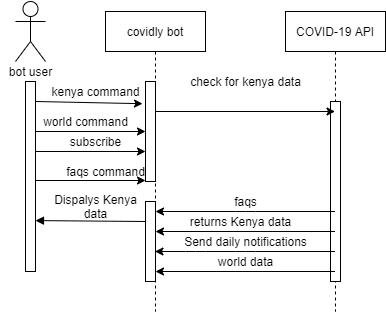 covidly bot
COVID-19 API
bot user
check for kenya data
kenya command
world command
subscribe
faqs command
Dispalys Kenya
data
faqs
returns Kenya data
Send daily notifications
world data